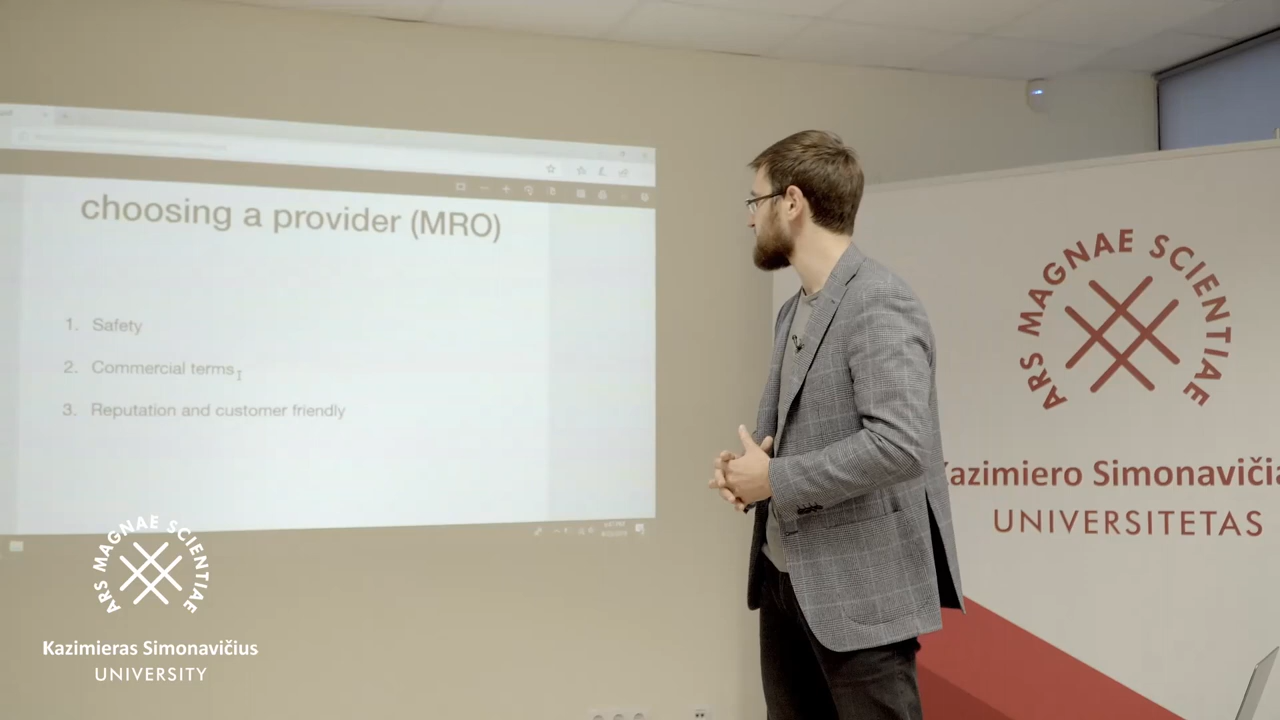 choosing a provider (MRO)
1. Safety
2. Commercial terms
3. Reputation and customer friendly
ARS MAGNAE SCIENTIAE
Kazimieras Simonavičius
UNIVERSITY
ARS MAGNAE SCIENTIAE
Kazimiero Simonavičia
UNIVERSITETAS